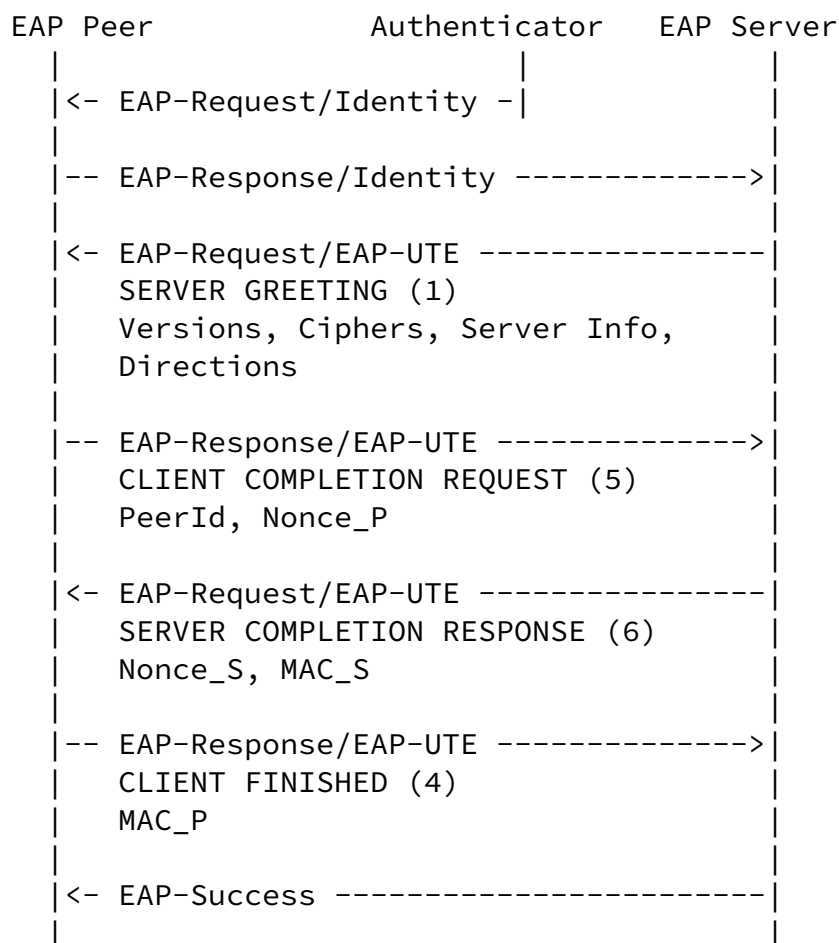 EAP Peer Authenticator EAP Server
| | |
|<- EAP-Request/Identity -| |
| |
|-- EAP-Response/Identity ------------->|
| |
|<- EAP-Request/EAP-UTE ----------------|
| SERVER GREETING (1) |
| Versions, Ciphers, Server Info, |
| Directions |
| |
|-- EAP-Response/EAP-UTE -------------->|
| CLIENT COMPLETION REQUEST (5) |
| PeerId, Nonce_P |
| |
|<- EAP-Request/EAP-UTE ----------------|
| SERVER COMPLETION RESPONSE (6) |
| Nonce_S, MAC_S |
| |
|-- EAP-Response/EAP-UTE -------------->|
| CLIENT FINISHED (4) |
| MAC_P |
| |
|<- EAP-Success ------------------------|
| |